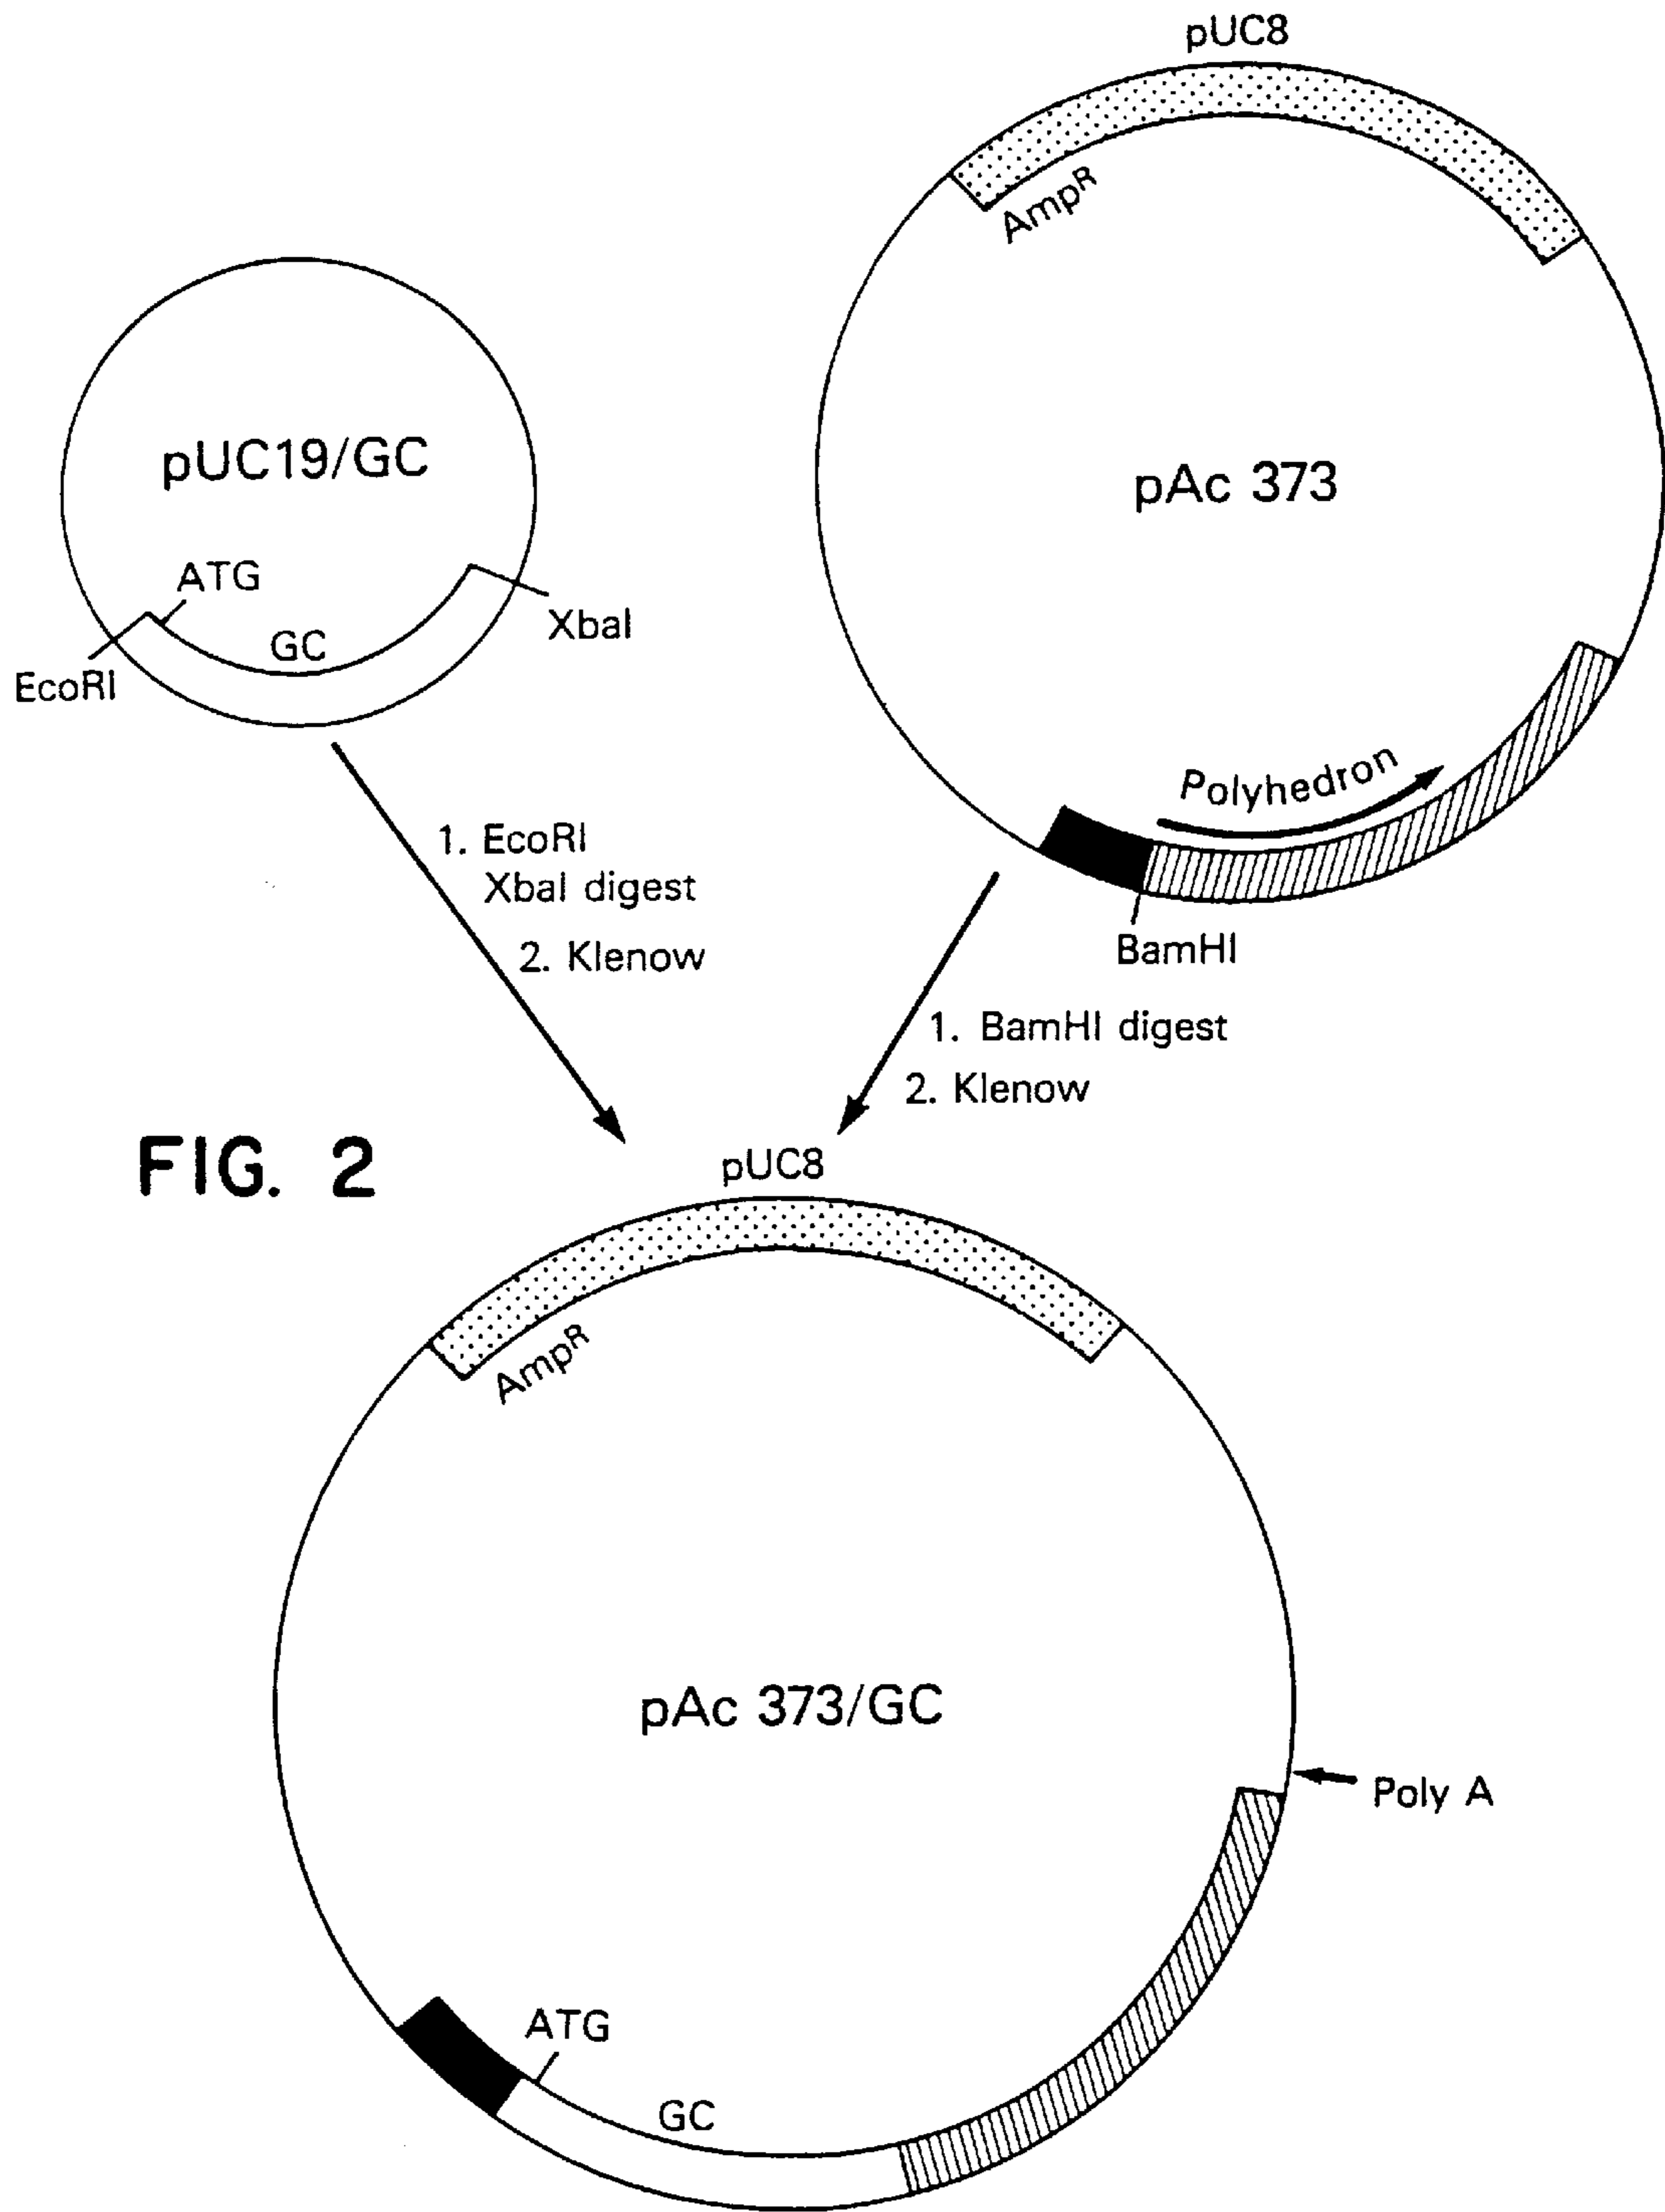 pUC8
AmpR
pUC19/GC
ATG
GC
XbaI
EcoRI
pAc 373
Polyhedron
BamHI
1. EcoRI
XbaI digest
2. Klenow
1. BamHI digest
2. Klenow
FIG. 2
pUC8
AmpR
pAc 373/GC
Poly A
ATG
GC